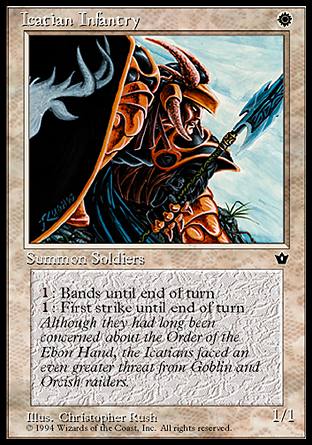 Icatian Infantry
Summon Soldiers
1: Bands until end of turn
1: First strike until end of turn
Although they had long been
concerned about the Order of the
Ebon Hand, the Icatians faced an
even greater threat from Goblin and
Orcish raiders.
Illus. Christopher Rush
1/1
© 1994 Wizards of the Coast, Inc. All rights reserved.